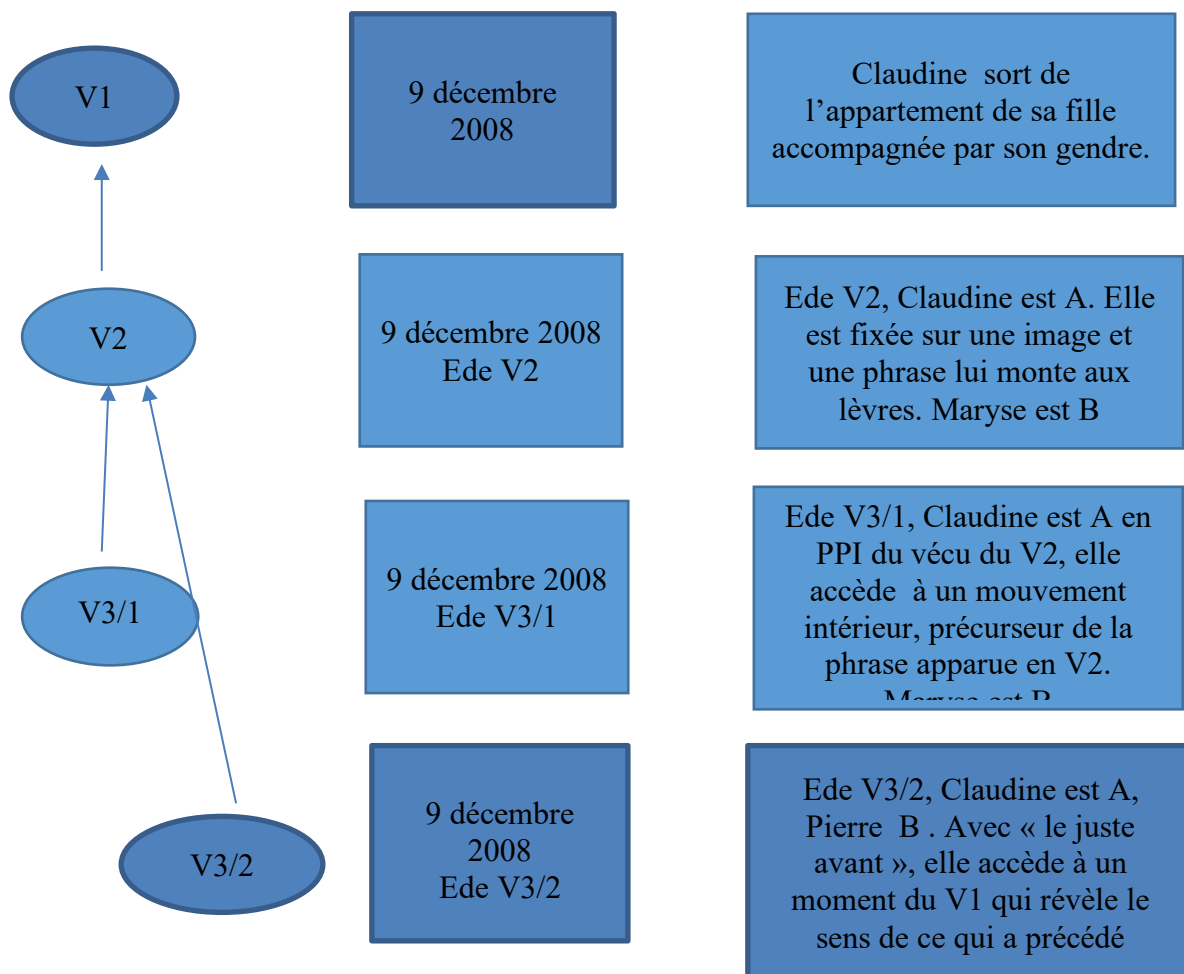 V1
9 décembre
2008
Claudine sort de
l’appartement de sa fille
accompagnée par son gendre.
V2
9 décembre 2008
Ede V2
Ede V2, Claudine est A. Elle
est fixée sur une image et
une phrase lui monte aux
lèvres. Maryse est B
V3/1
9 décembre 2008
Ede V3/1
Ede V3/1, Claudine est A en
PPI du vécu du V2, elle
accède à un mouvement
intérieur, précurseur de la
phrase apparue en V2.
Maryse est B
V3/2
9 décembre
2008
Ede V3/2
Ede V3/2, Claudine est A,
Pierre B . Avec « le juste
avant », elle accède à un
moment du V1 qui révèle le
sens de ce qui a précédé